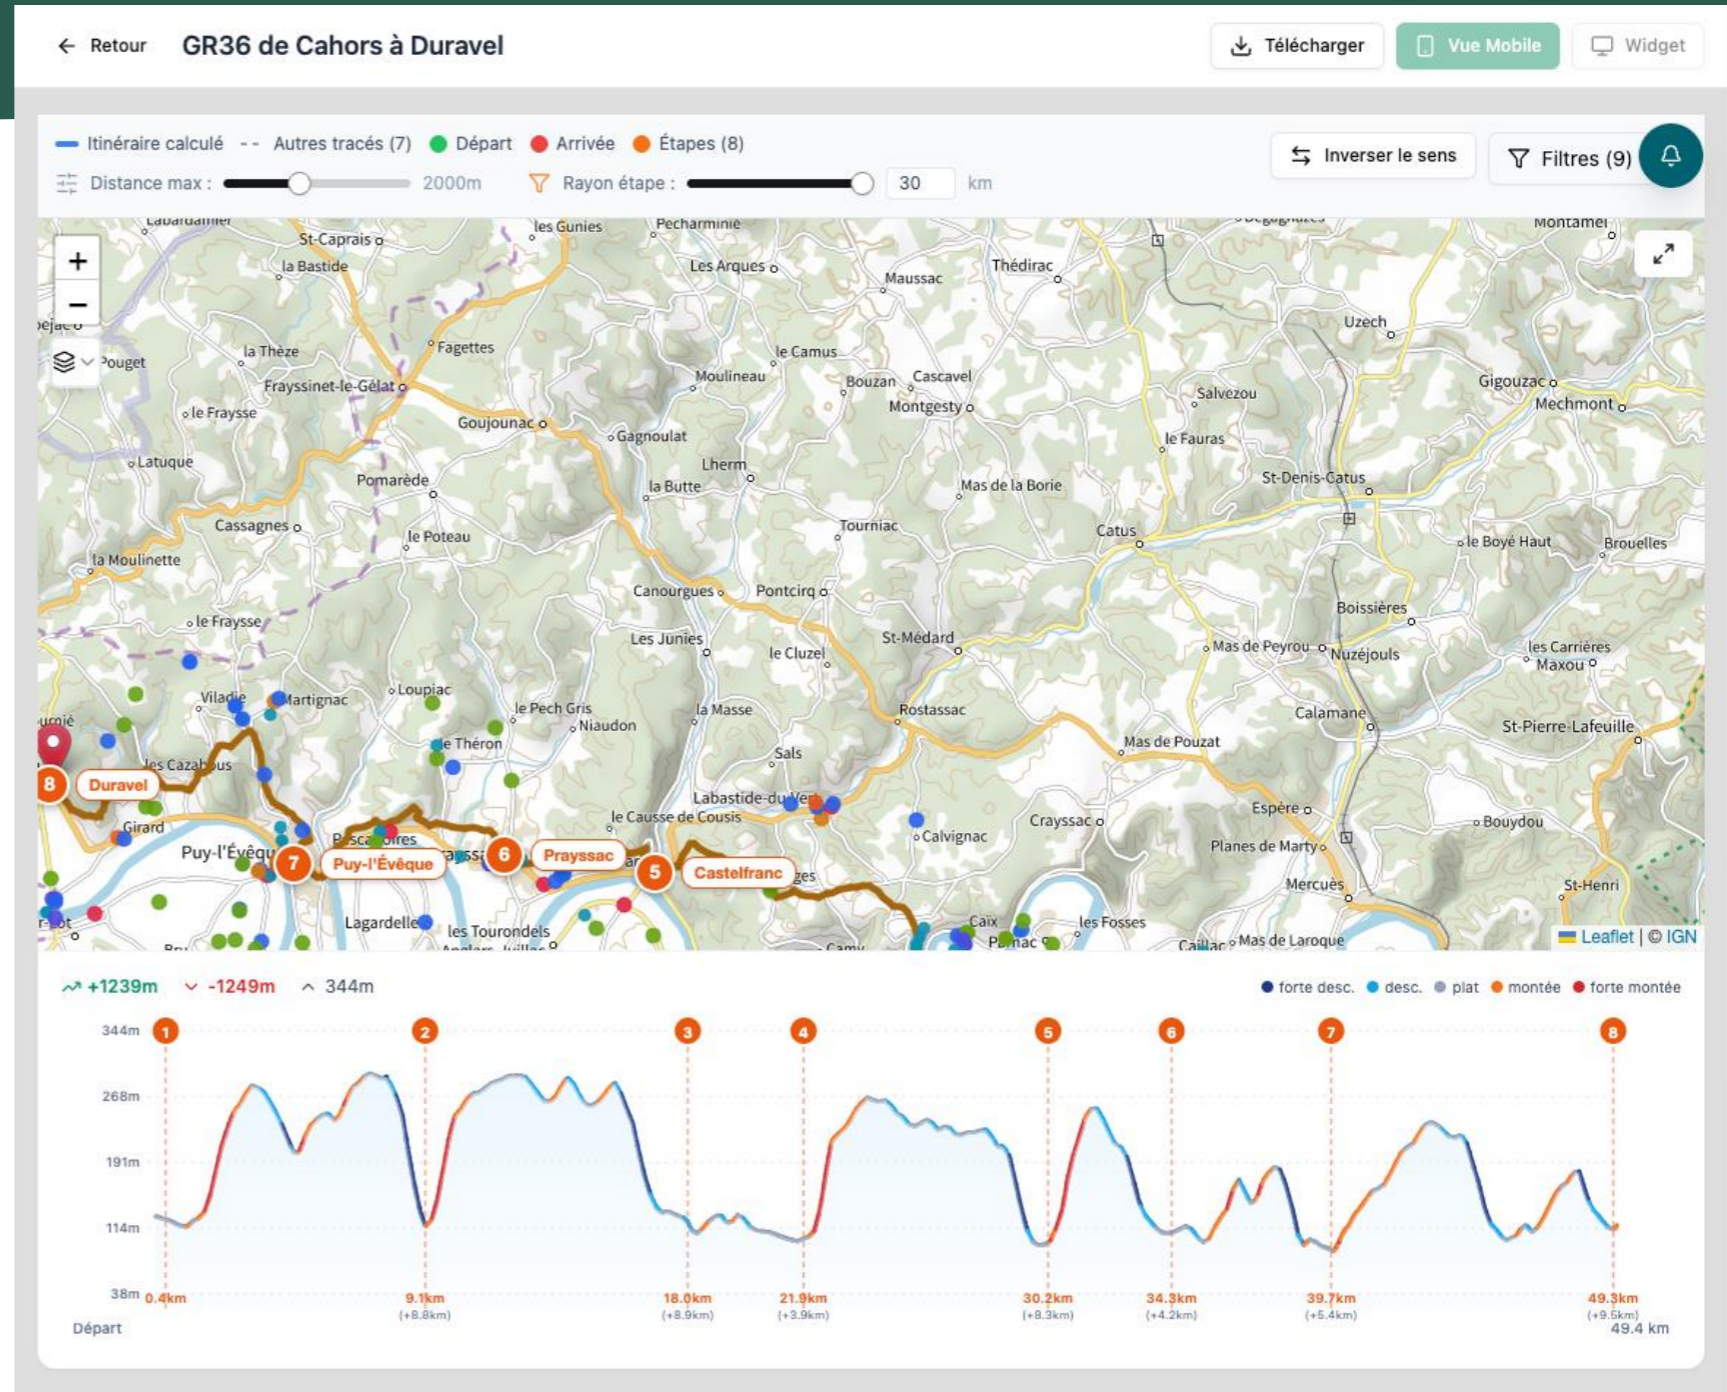 ← Retour GR36 de Cahors à Duravel Télécharger Vue Mobile Widget
Itinéraire calculé -- Autres tracés (7) Départ Arrivée Étapes (8)
Inverser le sens Filtres (9)
Distance max : 2000m Rayon étape : 30 km
les Gunies
Pecharminié
Montamel
St-Caprais
la Bastide
Les Arques
Maussac
Thédirac
+
−
Uzech
Pouget
la Thèze
Fagettes
le Camus
Frayssinet-le-Gélat
Moulineau
Bouzan
Cascavel
Montgesty
Salvezou
Gigouzac
Mechmont
le Fraysse
Goujounac
Gagnoulat
le Fauras
Latuque
Pomarède
Lherm
la Butte
Mas de la Borie
St-Denis-Catus
Cassagnes
le Poteau
Tourniac
Catus
le Boyé Haut
Brouelles
la Moulinette
Canourgues
Pontcirq
Boissières
le Fraysse
Les Junies
le Cluzel
St-Médard
Mas de Peyrou
Nuzéjouls
les Carrières
Maxou
Viladie
Martignac
Loupiac
le Pech Gris
Niaudon
la Masse
Rostassac
Calamane
St-Pierre-Lafeuille
le Théron
Sals
Mas de Pouzat
les Cazabous
8 Duravel
Labastide-du-Vert
le Causse de Cousis
Girard
Calvignac
Crayssac
Espère
Bouydou
Puy-l'Évêqu
7 Puy-l'Évêque
6 Prayssac
5 Castelfranc
ges
Planes de Marty
Mercuès
St-Henri
Lagardelle
les Tourondels
Caïx
les Fosses
Parnac
Camy
Caillac
Mas de Laroque
Leaflet | © IGN
+1239m -1249m 344m
forte desc. desc. plat montée forte montée
344m 1 2 3 4 5 6 7 8
268m
191m
114m
38m 0.4km 9.1km 18.0km 21.9km 30.2km 34.3km 39.7km 49.3km
(+8.8km) (+8.9km) (+3.9km) (+8.3km) (+4.2km) (+5.4km) (+9.5km)
Départ 49.4 km